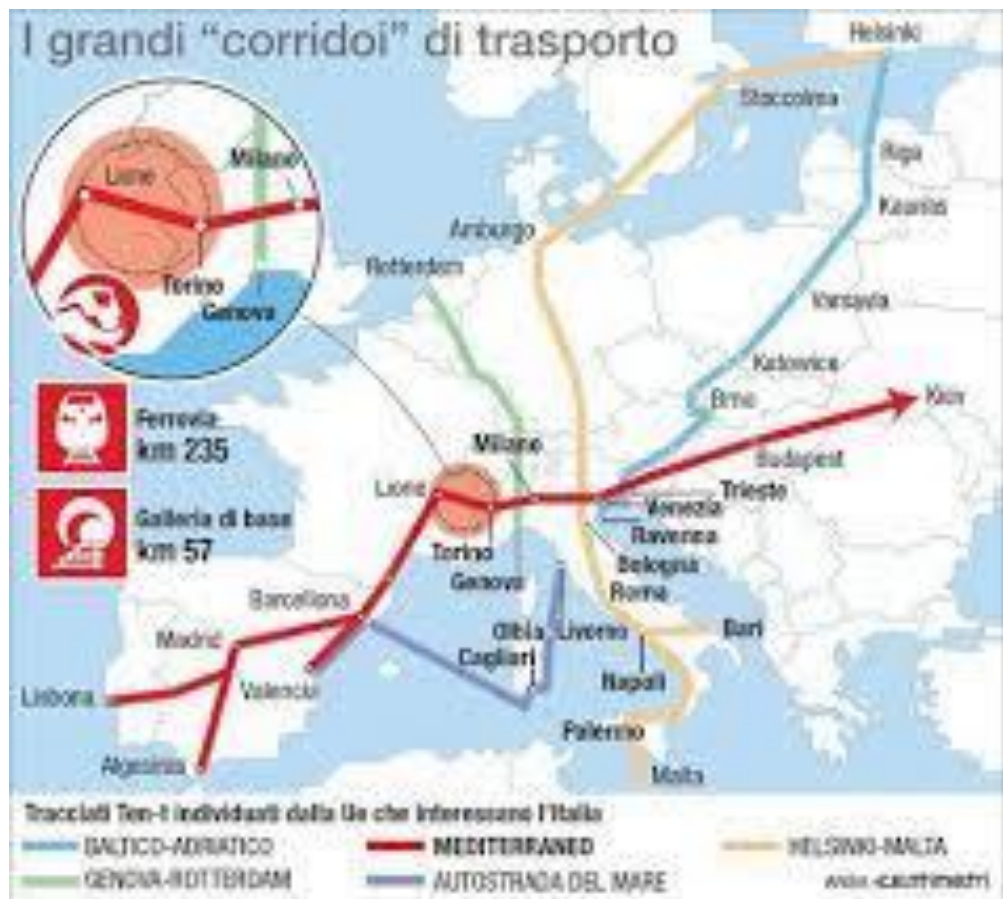 I grandi “corridoi” di trasporto
Helsinki
Stoccolma
Riga
Kaunas
Varsavia
Katowice
Brno
Kiev
Budapest
Amburgo
Rotterdam
Lione
Milano
Torino
Genova
Ferrovia
km 235
Galleria di base
km 57
Milano
Lione
Torino
Genova
Trieste
Venezia
Ravenna
Bologna
Roma
Barcellona
Madrid
Lisbona
Valencia
Algesiras
Olbia
Livorno
Cagliari
Bari
Napoli
Palermo
Malta
Tracciati Ten-t individuati dalla Ue che interessano l'Italia
BALTICO-ADRIATICO
MEDITERRANEO
HELSINKI-MALTA
GENOVA-ROTTERDAM
AUTOSTRADA DEL MARE
centimetri